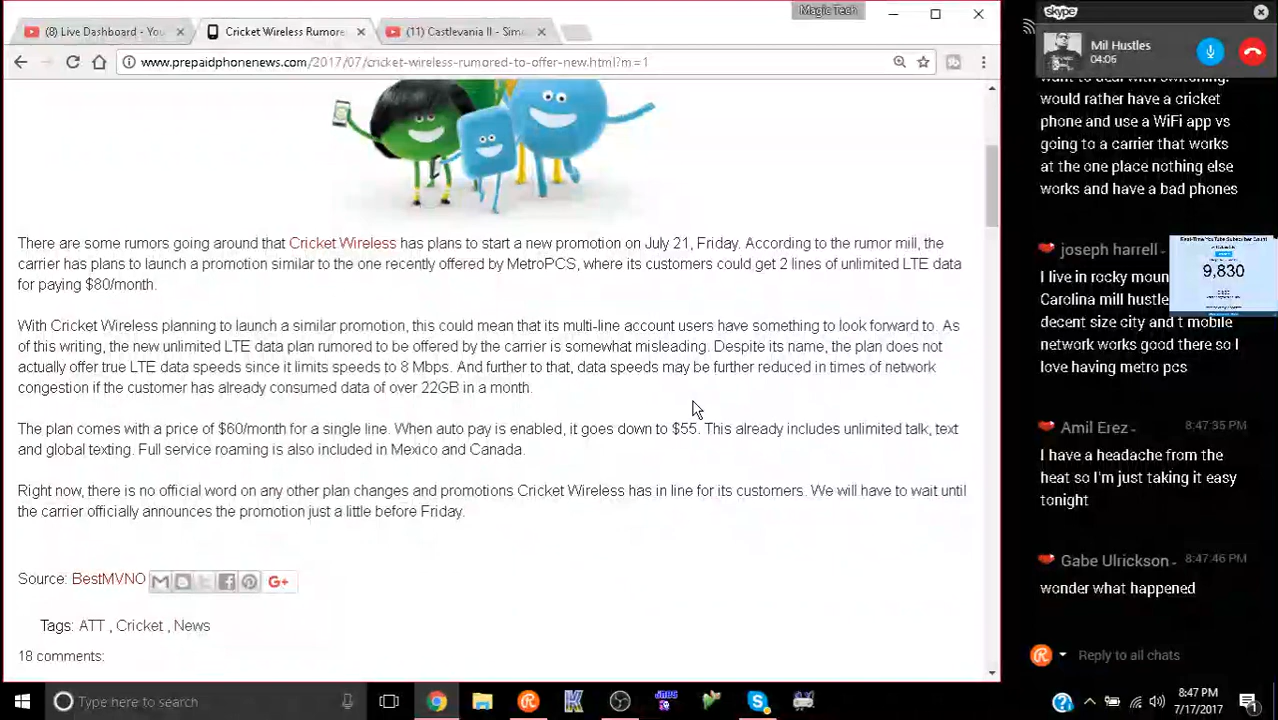 Magic Tech
(8) Live Dashboard - You
Cricket Wireless Rumore
(11) Castlevania II - Simo
www.prepaidphonenews.com/2017/07/cricket-wireless-rumored-to-offer-new.html?m=1
There are some rumors going around that Cricket Wireless has plans to start a new promotion on July 21, Friday. According to the rumor mill, the
carrier has plans to launch a promotion similar to the one recently offered by MetroPCS, where its customers could get 2 lines of unlimited LTE data
for paying $80/month.
With Cricket Wireless planning to launch a similar promotion, this could mean that its multi-line account users have something to look forward to. As
of this writing, the new unlimited LTE data plan rumored to be offered by the carrier is somewhat misleading. Despite its name, the plan does not
actually offer true LTE data speeds since it limits speeds to 8 Mbps. And further to that, data speeds may be further reduced in times of network
congestion if the customer has already consumed data of over 22GB in a month.
The plan comes with a price of $60/month for a single line. When auto pay is enabled, it goes down to $55. This already includes unlimited talk, text
and global texting. Full service roaming is also included in Mexico and Canada.
Right now, there is no official word on any other plan changes and promotions Cricket Wireless has in line for its customers. We will have to wait until
the carrier officially announces the promotion just a little before Friday.
Source: BestMVNO
G+
Tags: ATT , Cricket , News
18 comments:
skype
Mil Hustles
04:06
want to deal with switching.
would rather have a cricket
phone and use a WiFi app vs
going to a carrier that works
at the one place nothing else
works and have a bad phones
joseph harrell -
I live in rocky moun
Carolina mill hustle
decent size city and t mobile
network works good there so I
love having metro pcs
Real-Time YouTube Subscriber Count
9,830
Amil Erez - 8:47:35 PM
I have a headache from the
heat so I'm just taking it easy
tonight
Gabe Ulrickson - 8:47:46 PM
wonder what happened
Reply to all chats
Type here to search
8:47 PM
7/17/2017